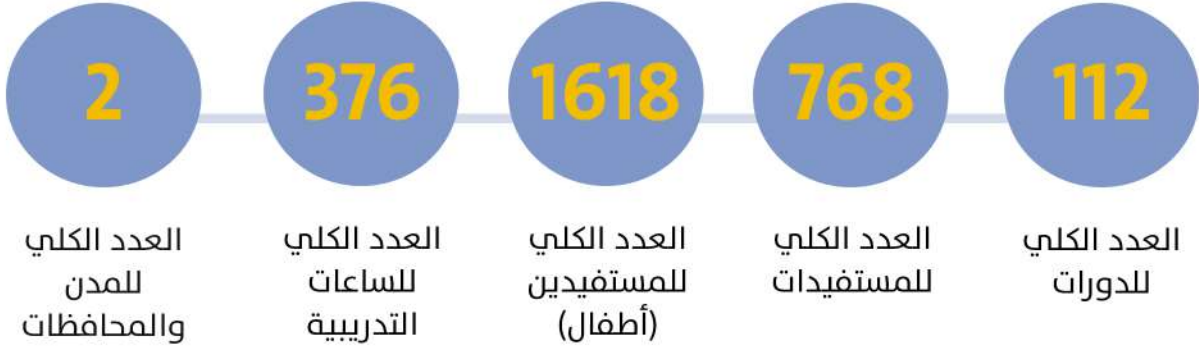 112
العدد الكلي
للدورات
768
العدد الكلي
للمستفيدات
1618
العدد الكلي
للمستفيدين
(أطفال)
376
العدد الكلي
للساعات
التدريبية
2
العدد الكلي
للمدن
والمحافظات